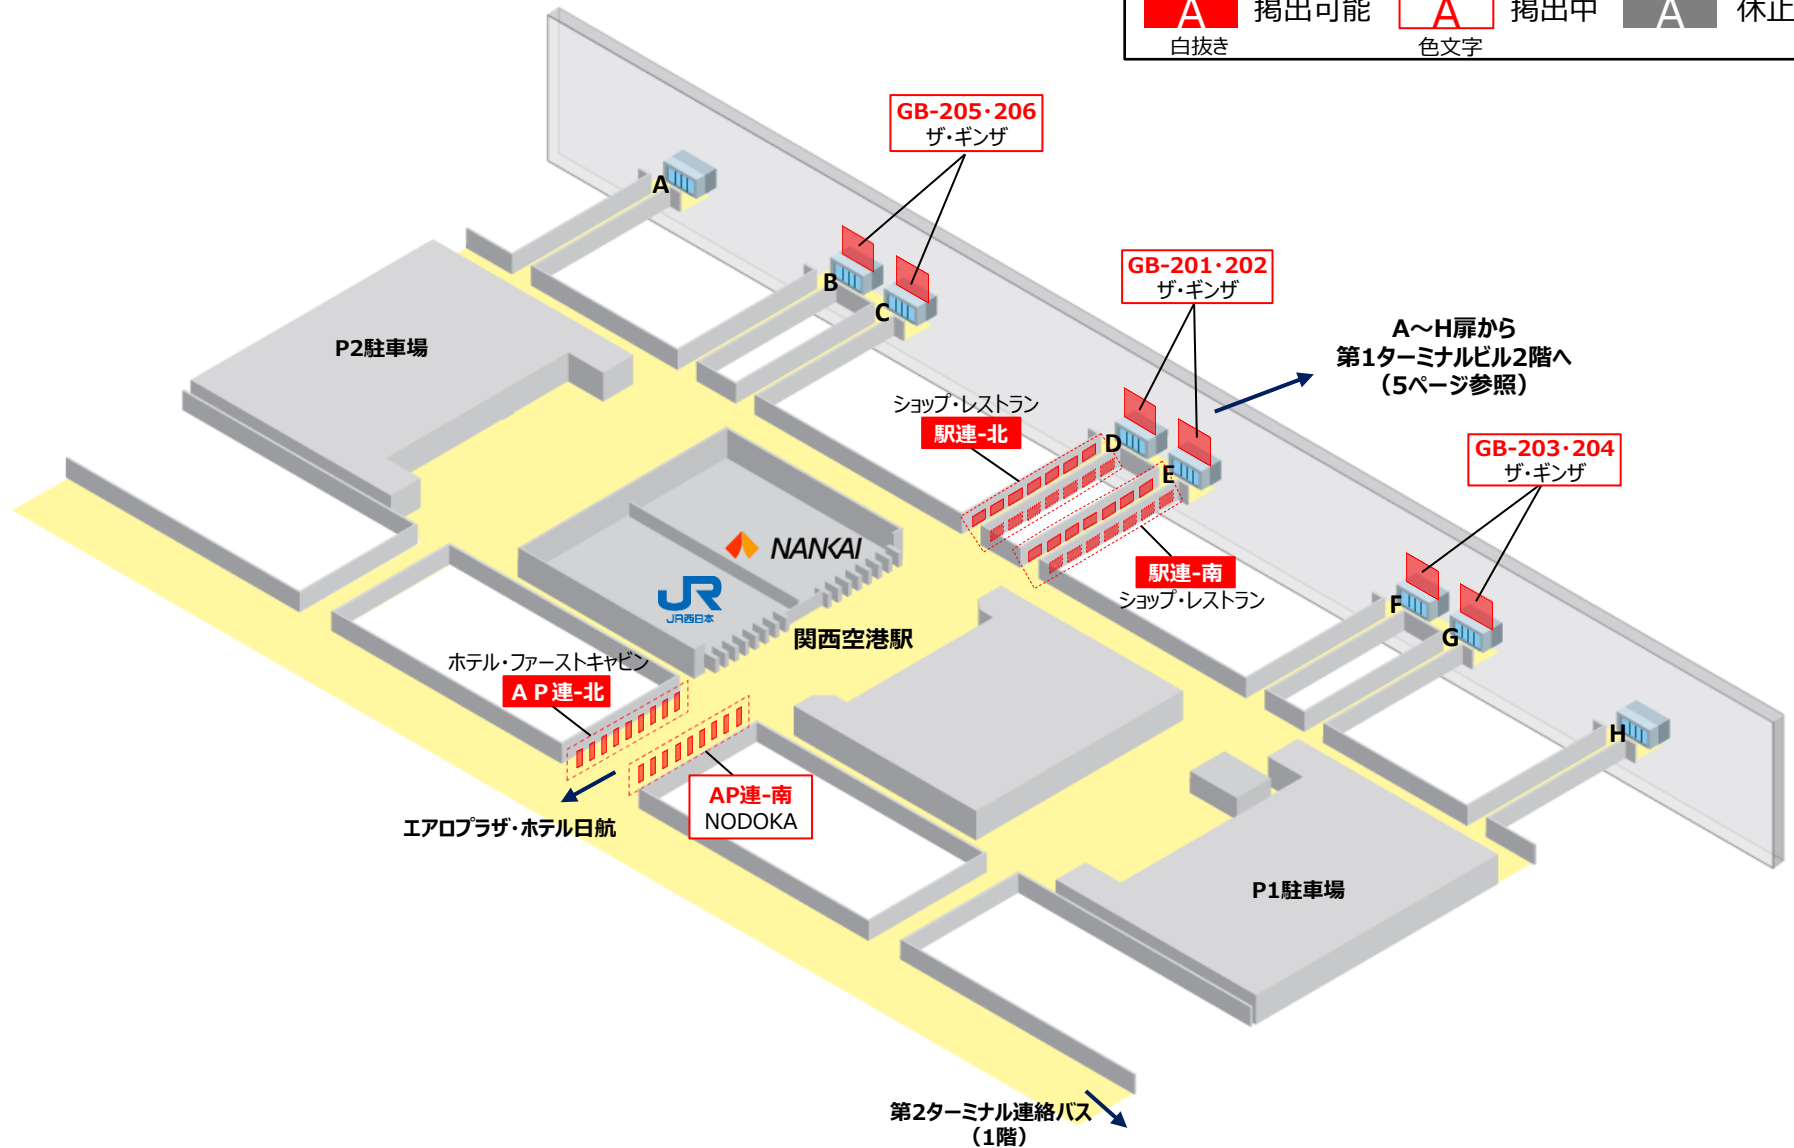 A 掲出可能 A 掲出中 A 休止
白抜き 色文字
GB-205・206
ザ・ギンザ
A
B
C
GB-201・202
ザ・ギンザ
A～H扉から
第1ターミナルビル2階へ
（5ページ参照）
P2駐車場
ショップ・レストラン
駅連-北
D
E
GB-203・204
ザ・ギンザ
NANKAI
JR
JR西日本
駅連-南
ショップ・レストラン
F
G
関西空港駅
ホテル・ファーストキャビン
ＡＰ連-北
H
AP連-南
NODOKA
エアロプラザ・ホテル日航
P1駐車場
第2ターミナル連絡バス
（1階）